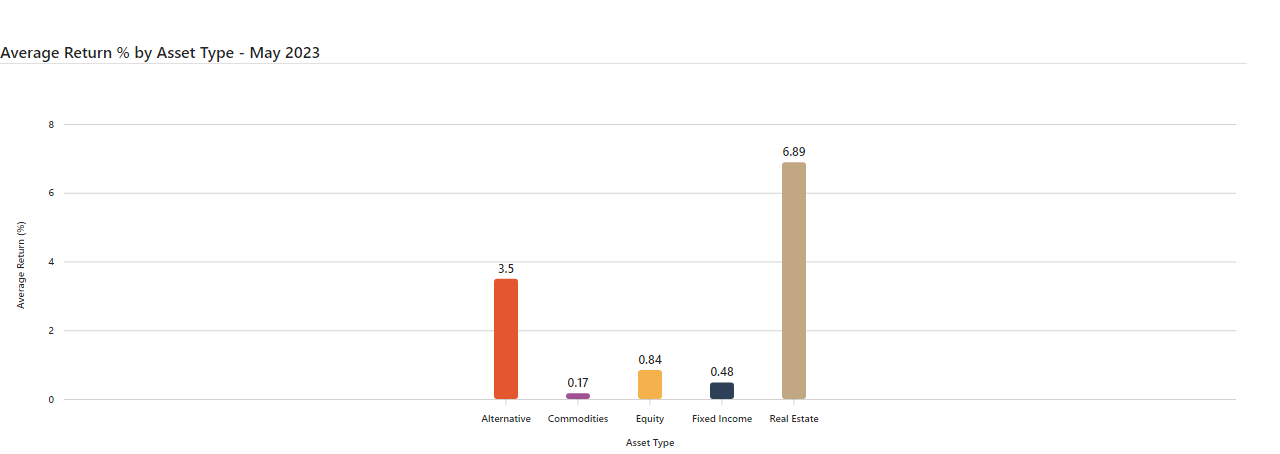 Average Return % by Asset Type - May 2023
8
6
4
2
0
Average Return (%)
3.5
0.17
0.84
0.48
6.89
Alternative Commodities Equity Fixed Income Real Estate
Asset Type